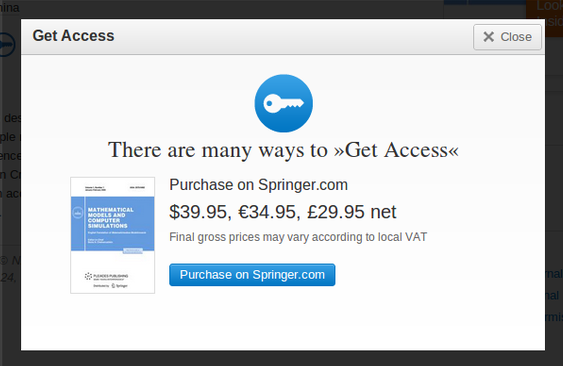 Get Access
Close
There are many ways to »Get Access«
Purchase on Springer.com
$39.95, €34.95, £29.95 net
Final gross prices may vary according to local VAT
Purchase on Springer.com
MATHEMATICAL
MODELS AND
COMPUTER
SIMULATIONS
PLEIADES PUBLISHING
Springer